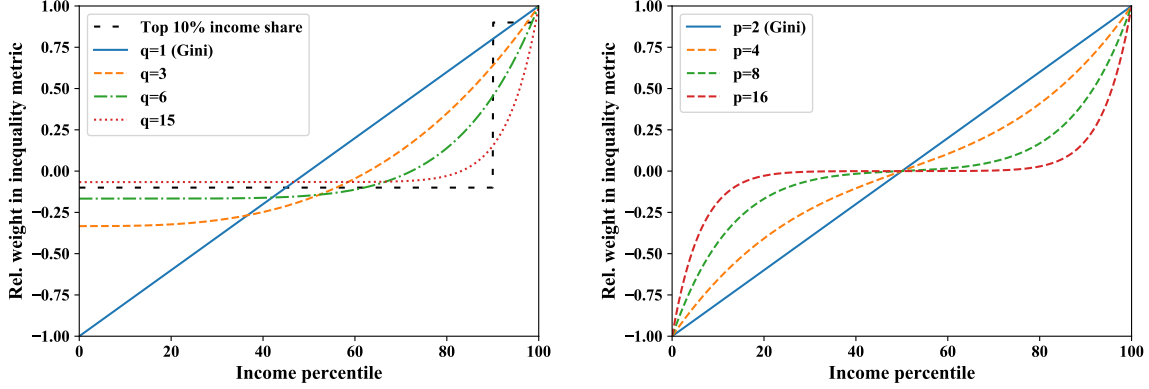 Rel. weight in inequality metric
1.00
0.75
0.50
0.25
0.00
−0.25
−0.50
−0.75
−1.00
Top 10% income share
q=1 (Gini)
q=3
q=6
q=15
0 20 40 60 80 100
Income percentile
Rel. weight in inequality metric
1.00
0.75
0.50
0.25
0.00
−0.25
−0.50
−0.75
−1.00
p=2 (Gini)
p=4
p=8
p=16
0 20 40 60 80 100
Income percentile